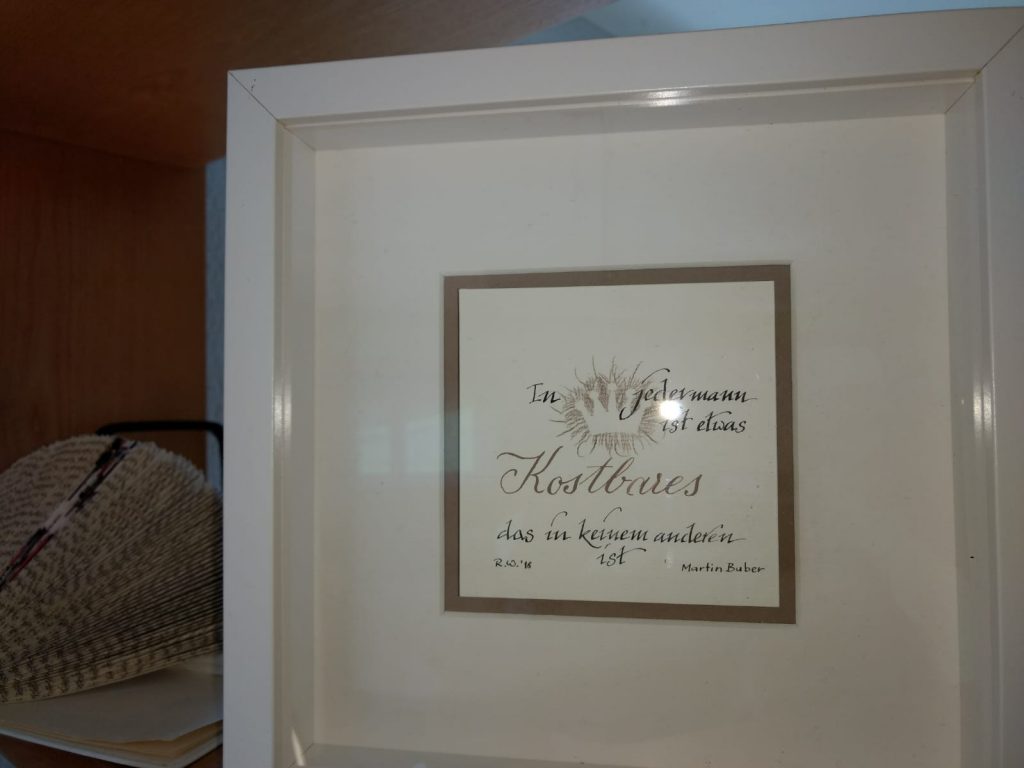 In jedermann
ist etwas
Kostbares
das in keinem anderen
ist
R.W. '18
Martin Buber